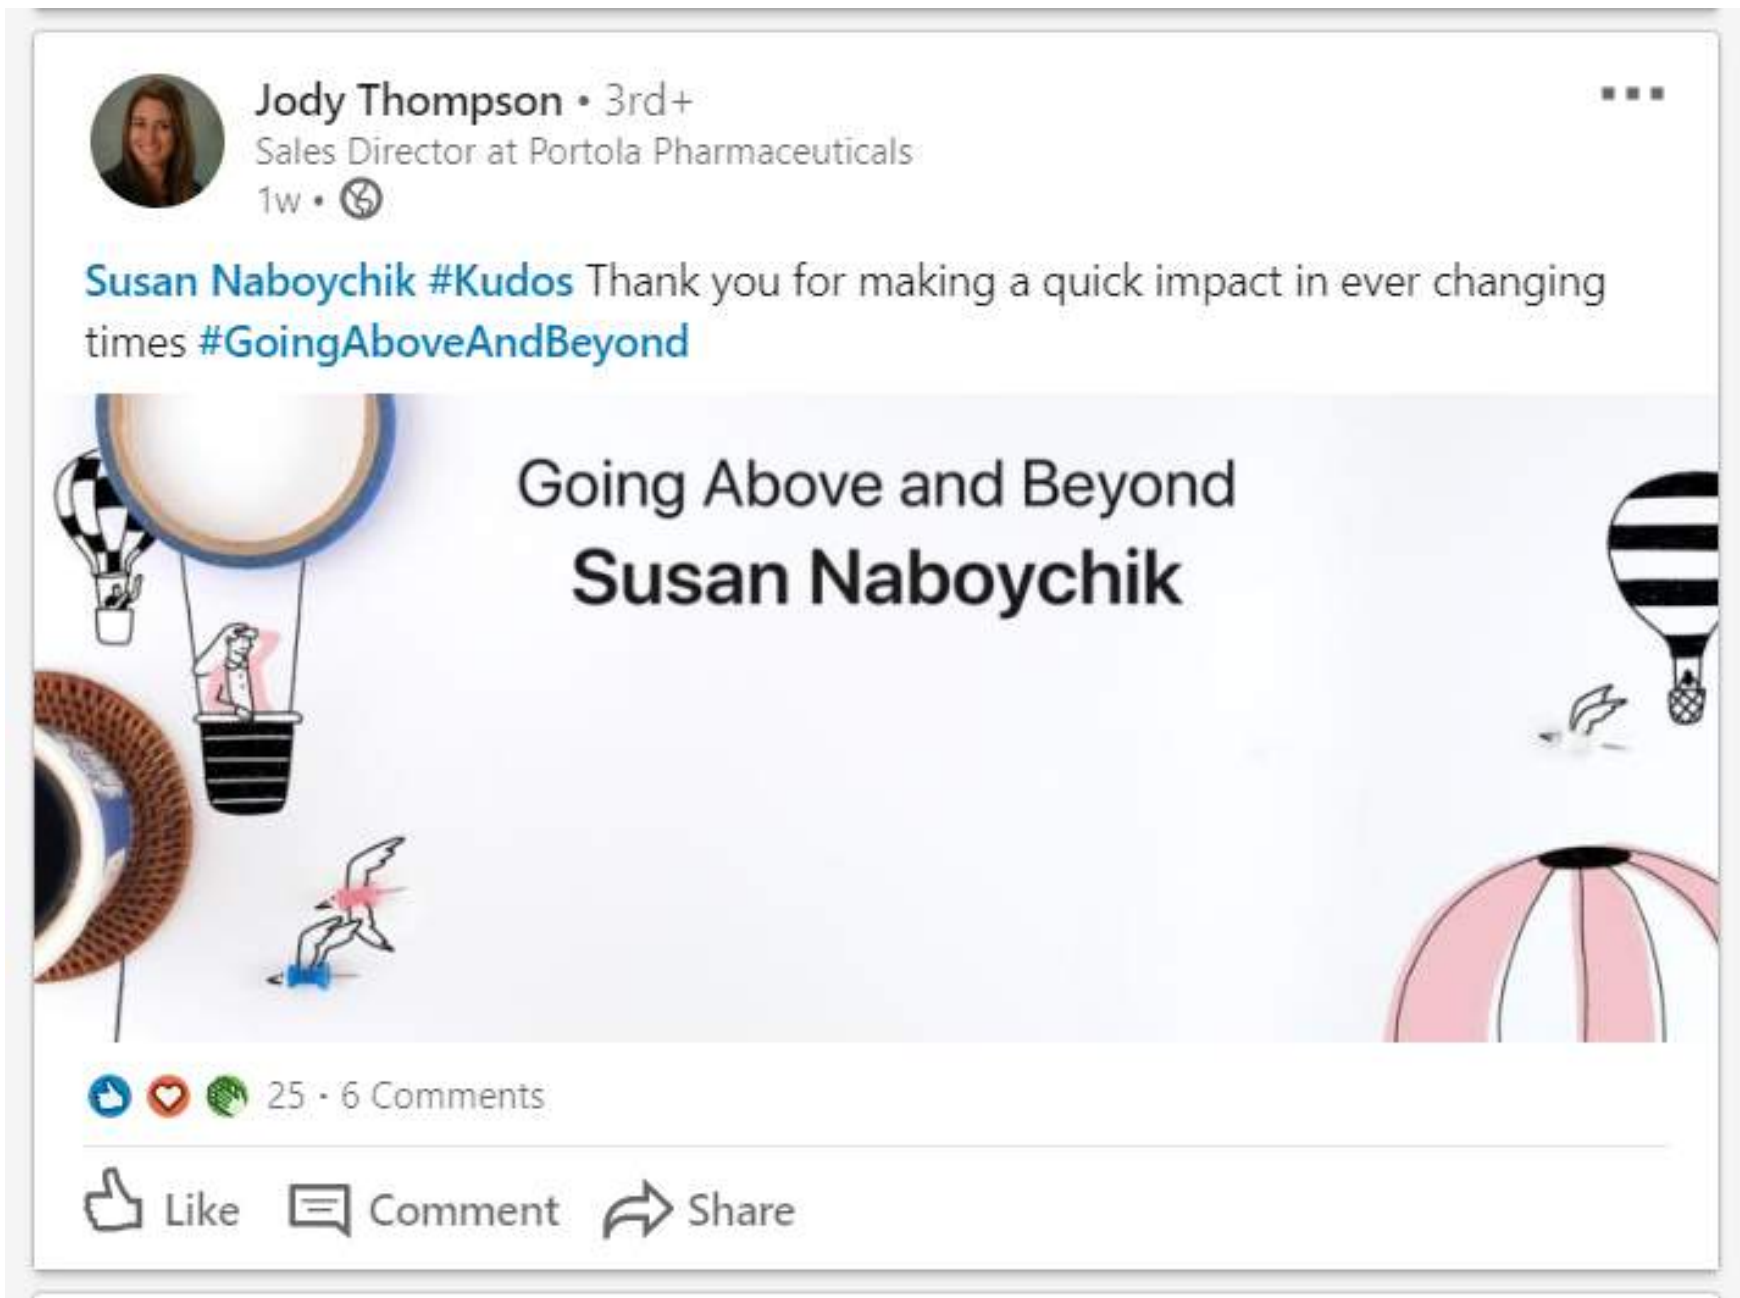 Jody Thompson • 3rd+
Sales Director at Portola Pharmaceuticals
1w •
Susan Naboychik #Kudos Thank you for making a quick impact in ever changing
times #GoingAboveAndBeyond
Going Above and Beyond
Susan Naboychik
25 · 6 Comments
Like Comment Share